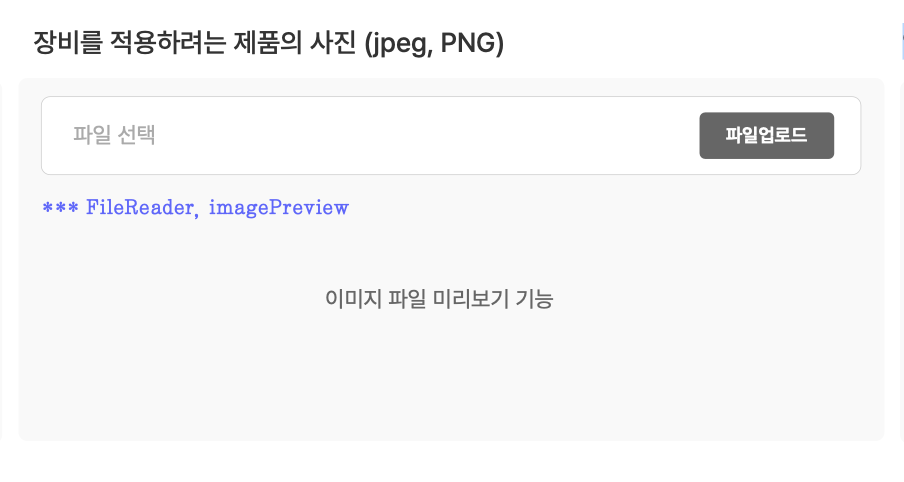 장비를 적용하려는 제품의 사진 (jpeg, PNG)
파일 선택
파일업로드
*** FileReader, imagePreview
이미지 파일 미리보기 기능